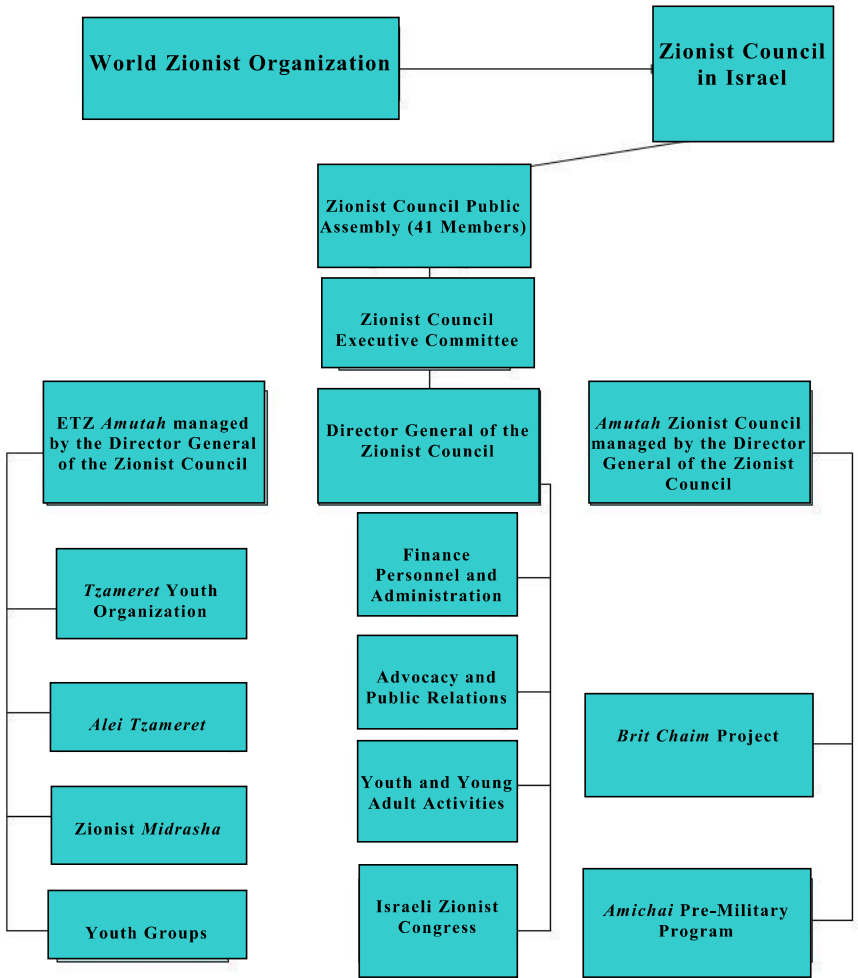 World Zionist Organization
Zionist Council
in Israel
Zionist Council Public
Assembly (41 Members)
Zionist Council
Executive Committee
ETZ Amutah managed
by the Director General
of the Zionist Council
Director General of the
Zionist Council
Amutah Zionist Council
managed by the Director
General of the Zionist
Council
Tzameret Youth
Organization
Alei Tzameret
Zionist Midrasha
Youth Groups
Finance
Personnel and
Administration
Advocacy and
Public Relations
Youth and Young
Adult Activities
Israeli Zionist
Congress
Brit Chaim Project
Amichai Pre-Military
Program